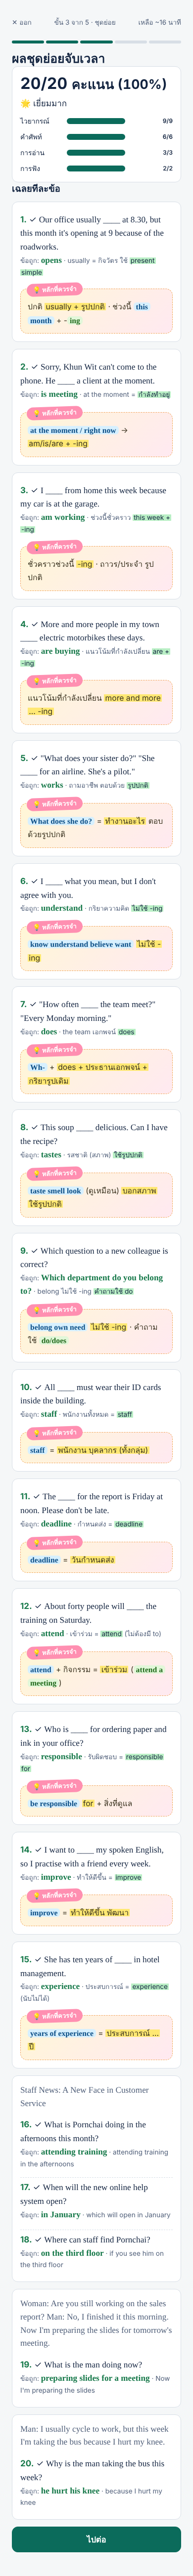 ✕ ออก
ขั้น 3 จาก 5 · ชุดย่อย
เหลือ ~16 นาที
ผลชุดย่อยจับเวลา
20/20 คะแนน (100%)
🌟 เยี่ยมมาก
ไวยากรณ์ 9/9
คำศัพท์ 6/6
การอ่าน 3/3
การฟัง 2/2
เฉลยทีละข้อ
1. ✓ Our office usually ____ at 8.30, but
this month it's opening at 9 because of the
roadworks.
ข้อถูก: opens · usually = กิจวัตร ใช้ present
simple
💡 หลักที่ควรจำ
ปกติ usually + รูปปกติ · ช่วงนี้ this
month + - ing
2. ✓ Sorry, Khun Wit can't come to the
phone. He ____ a client at the moment.
ข้อถูก: is meeting · at the moment = กำลังทำอยู่
💡 หลักที่ควรจำ
at the moment / right now →
am/is/are + -ing
3. ✓ I ____ from home this week because
my car is at the garage.
ข้อถูก: am working · ช่วงนี้ชั่วคราว this week +
-ing
💡 หลักที่ควรจำ
ชั่วคราวช่วงนี้ -ing · ถาวร/ประจำ รูป
ปกติ
4. ✓ More and more people in my town
____ electric motorbikes these days.
ข้อถูก: are buying · แนวโน้มที่กำลังเปลี่ยน are +
-ing
💡 หลักที่ควรจำ
แนวโน้มที่กำลังเปลี่ยน more and more
... -ing
5. ✓ "What does your sister do?" "She
____ for an airline. She's a pilot."
ข้อถูก: works · ถามอาชีพ ตอบด้วย รูปปกติ
💡 หลักที่ควรจำ
What does she do? = ทำงานอะไร ตอบ
ด้วยรูปปกติ
6. ✓ I ____ what you mean, but I don't
agree with you.
ข้อถูก: understand · กริยาความคิด ไม่ใช้ -ing
💡 หลักที่ควรจำ
know understand believe want ไม่ใช้ -
ing
7. ✓ "How often ____ the team meet?"
"Every Monday morning."
ข้อถูก: does · the team เอกพจน์ does
💡 หลักที่ควรจำ
Wh- + does + ประธานเอกพจน์ +
กริยารูปเดิม
8. ✓ This soup ____ delicious. Can I have
the recipe?
ข้อถูก: tastes · รสชาติ (สภาพ) ใช้รูปปกติ
💡 หลักที่ควรจำ
taste smell look (ดูเหมือน) บอกสภาพ
ใช้รูปปกติ
9. ✓ Which question to a new colleague is
correct?
ข้อถูก: Which department do you belong
to? · belong ไม่ใช้ -ing คำถามใช้ do
💡 หลักที่ควรจำ
belong own need ไม่ใช้ -ing · คำถาม
ใช้ do/does
10. ✓ All ____ must wear their ID cards
inside the building.
ข้อถูก: staff · พนักงานทั้งหมด = staff
💡 หลักที่ควรจำ
staff = พนักงาน บุคลากร (ทั้งกลุ่ม)
11. ✓ The ____ for the report is Friday at
noon. Please don't be late.
ข้อถูก: deadline · กำหนดส่ง = deadline
💡 หลักที่ควรจำ
deadline = วันกำหนดส่ง
12. ✓ About forty people will ____ the
training on Saturday.
ข้อถูก: attend · เข้าร่วม = attend (ไม่ต้องมี to)
💡 หลักที่ควรจำ
attend + กิจกรรม = เข้าร่วม ( attend a
meeting )
13. ✓ Who is ____ for ordering paper and
ink in your office?
ข้อถูก: responsible · รับผิดชอบ = responsible
for
💡 หลักที่ควรจำ
be responsible for + สิ่งที่ดูแล
14. ✓ I want to ____ my spoken English,
so I practise with a friend every week.
ข้อถูก: improve · ทำให้ดีขึ้น = improve
💡 หลักที่ควรจำ
improve = ทำให้ดีขึ้น พัฒนา
15. ✓ She has ten years of ____ in hotel
management.
ข้อถูก: experience · ประสบการณ์ = experience
(นับไม่ได้)
💡 หลักที่ควรจำ
years of experience = ประสบการณ์ ...
ปี
Staff News: A New Face in Customer
Service
16. ✓ What is Pornchai doing in the
afternoons this month?
ข้อถูก: attending training · attending training
in the afternoons
17. ✓ When will the new online help
system open?
ข้อถูก: in January · which will open in January
18. ✓ Where can staff find Pornchai?
ข้อถูก: on the third floor · if you see him on
the third floor
Woman: Are you still working on the sales
report? Man: No, I finished it this morning.
Now I'm preparing the slides for tomorrow's
meeting.
19. ✓ What is the man doing now?
ข้อถูก: preparing slides for a meeting · Now
I'm preparing the slides
Man: I usually cycle to work, but this week
I'm taking the bus because I hurt my knee.
20. ✓ Why is the man taking the bus this
week?
ข้อถูก: he hurt his knee · because I hurt my
knee
ไปต่อ